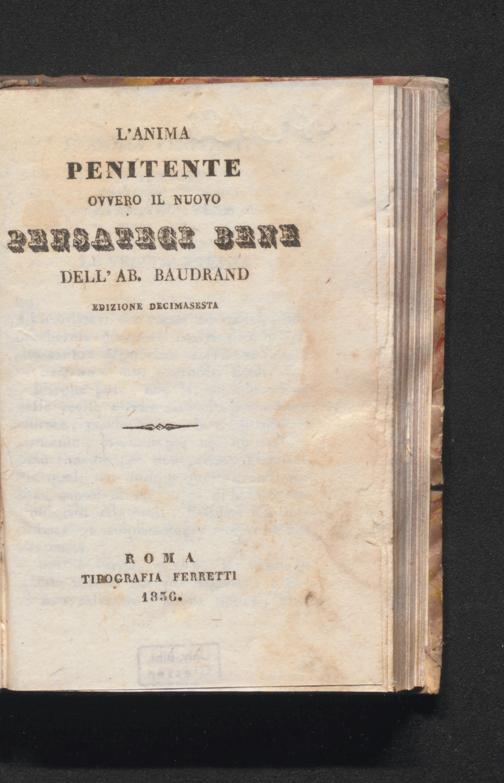 L'ANIMA
PENITENTE
OVVERO IL NUOVO
PENSATECI BENE
DELL' AB. BAUDRAND
EDIZIONE DECIMASESTA
ROMA
TIPOGRAFIA FERRETTI
1836.